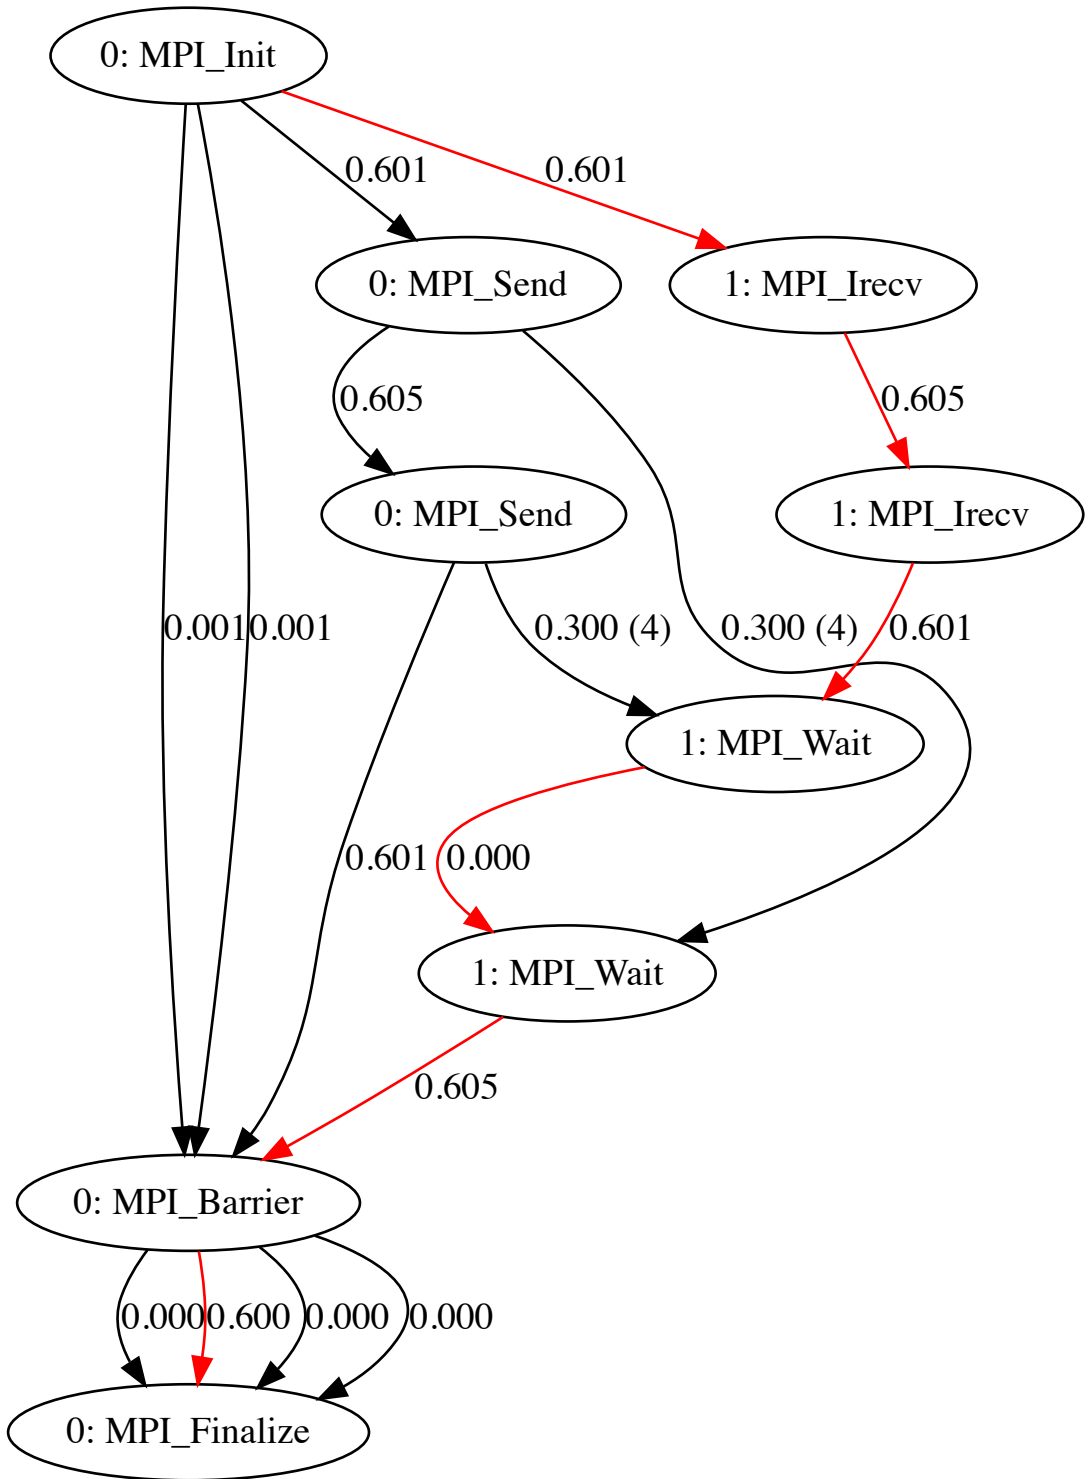 0: MPI_Init
0.601
0.601
0: MPI_Send
1: MPI_Irecv
0.605
0.605
0: MPI_Send
1: MPI_Irecv
0.001
0.001
0.300 (4)
0.300 (4)
0.601
1: MPI_Wait
0.601
0.000
1: MPI_Wait
0.605
0: MPI_Barrier
0.000
0.600
0.000
0.000
0: MPI_Finalize